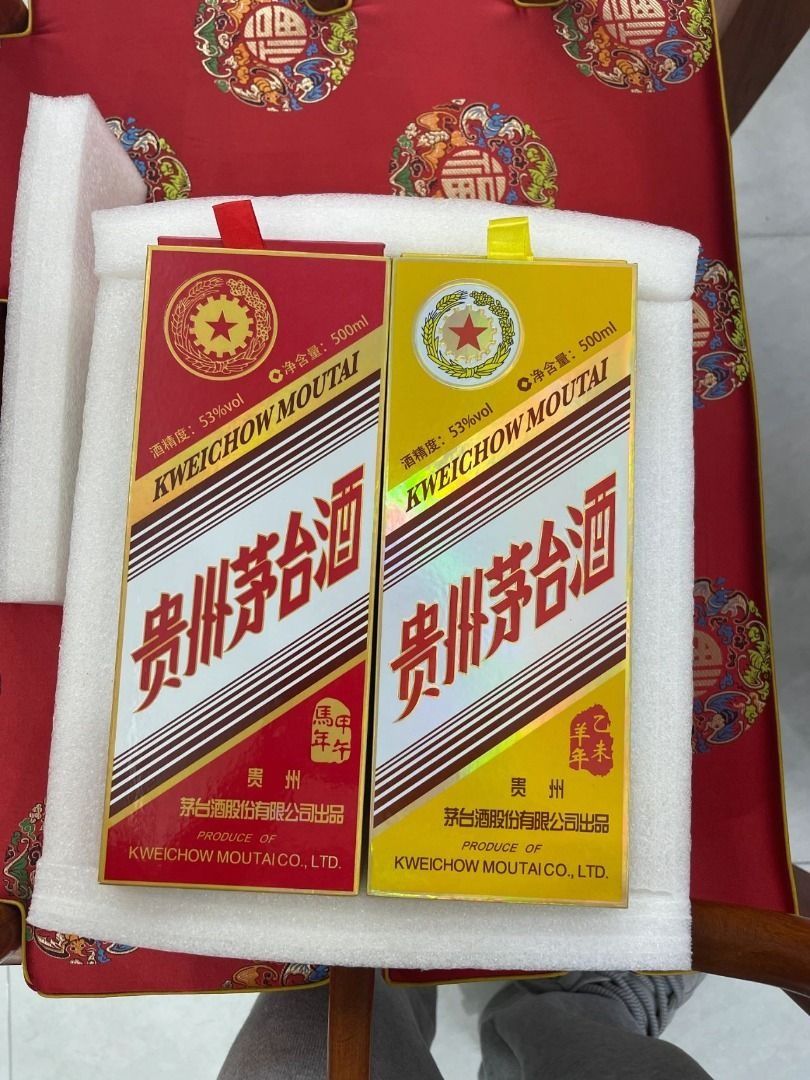 净含量：500ml
酒精度：53%vol
KWEICHOW MOUTAI
贵州茅台酒
甲午
馬年
贵州
茅台酒股份有限公司出品
PRODUCE OF
KWEICHOW MOUTAI CO., LTD.
净含量：500ml
酒精度：53%vol
KWEICHOW MOUTAI
贵州茅台酒
乙未
羊年
贵州
茅台酒股份有限公司出品
PRODUCE OF
KWEICHOW MOUTAI CO., LTD.
福
福
福